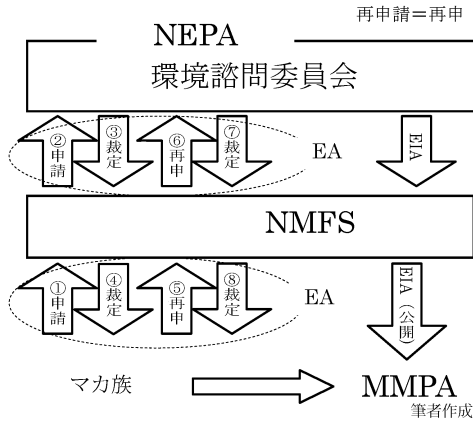 再申請＝再申
NEPA
環境諮問委員会
②申請
③裁定
⑥再申
⑦裁定
EA
EIA
NMFS
①申請
④裁定
⑤再申
⑧裁定
EA
EIA（公開）
マカ族
MMPA
筆者作成